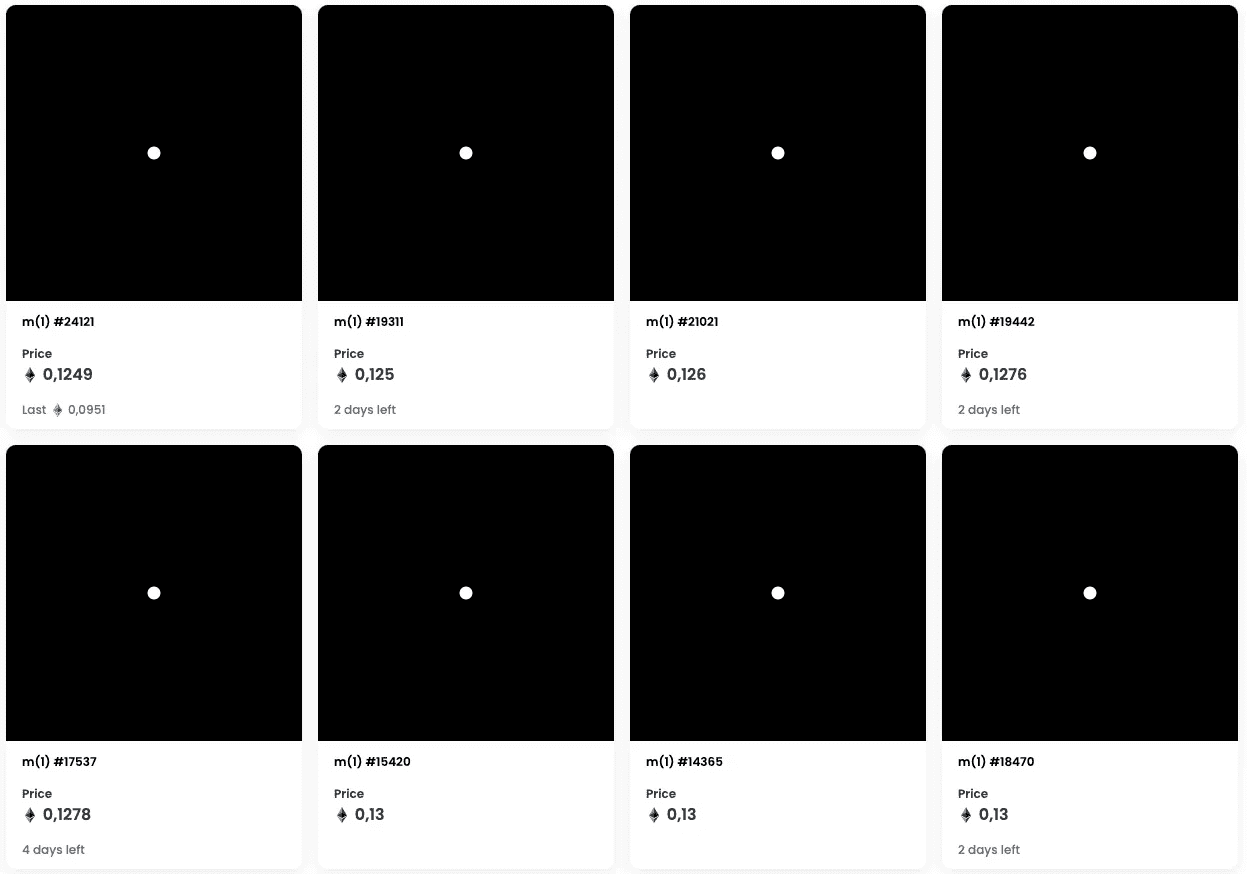 m(1) #24121
Price
0,1249
Last 0,0951
m(1) #19311
Price
0,125
2 days left
m(1) #21021
Price
0,126
m(1) #19442
Price
0,1276
2 days left
m(1) #17537
Price
0,1278
4 days left
m(1) #15420
Price
0,13
m(1) #14365
Price
0,13
m(1) #18470
Price
0,13
2 days left